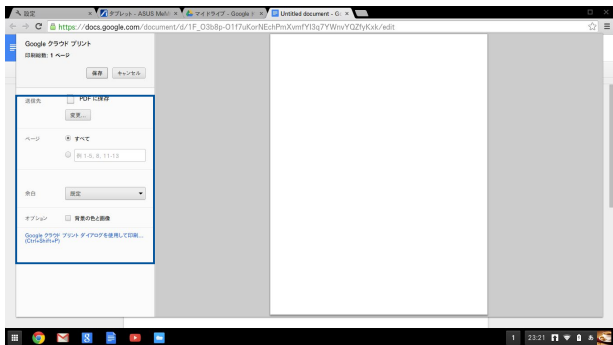 設定
タブレット - ASUS MeM
マイドライブ - Google ド
Untitled document - G
https://docs.google.com/document/d/1F_O3b8p-O1f7uKorNEchPmXvmfYl3q7YWnvYQZfyKxk/edit
Google クラウド プリント
印刷総数: 1 ページ
保存
キャンセル
送信先
PDF に保存
変更...
ページ
すべて
例 1-5, 8, 11-13
余白
既定
オプション
背景の色と画像
Google クラウド プリント ダイアログを使用して印刷...
(Ctrl+Shift+P)
1
23:21
あ